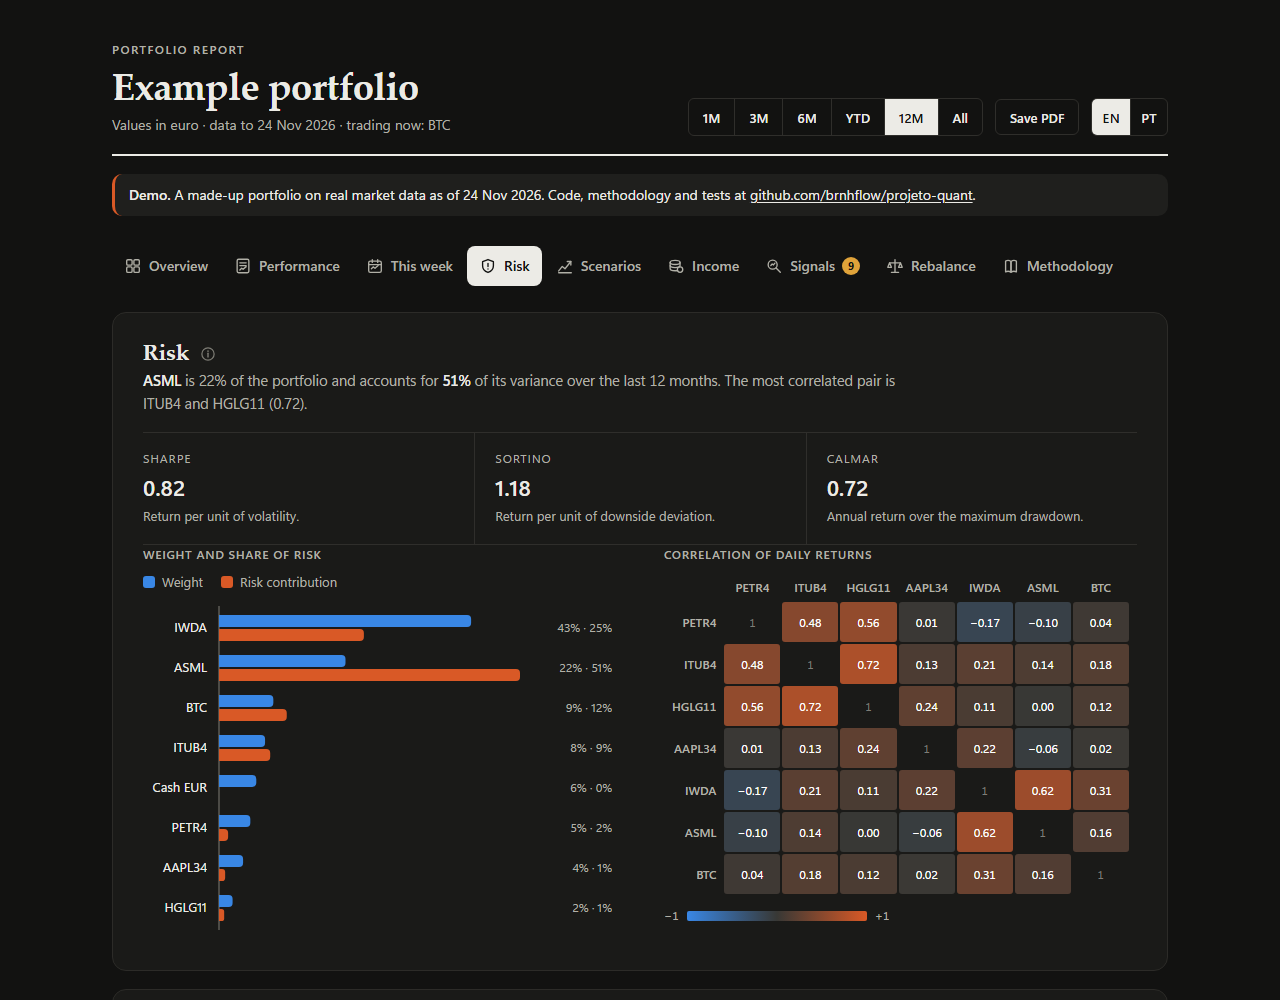 PORTFOLIO REPORT
Example portfolio
Values in euro · data to 24 Nov 2026 · trading now: BTC
1M 3M 6M YTD 12M All Save PDF EN PT
Demo. A made-up portfolio on real market data as of 24 Nov 2026. Code, methodology and tests at github.com/brnhflow/projeto-quant.
Overview Performance This week Risk Scenarios Income Signals 9 Rebalance Methodology
Risk
ASML is 22% of the portfolio and accounts for 51% of its variance over the last 12 months. The most correlated pair is
ITUB4 and HGLG11 (0.72).
SHARPE
0.82
Return per unit of volatility.
SORTINO
1.18
Return per unit of downside deviation.
CALMAR
0.72
Annual return over the maximum drawdown.
WEIGHT AND SHARE OF RISK
Weight Risk contribution
IWDA 43% · 25%
ASML 22% · 51%
BTC 9% · 12%
ITUB4 8% · 9%
Cash EUR 6% · 0%
PETR4 5% · 2%
AAPL34 4% · 1%
HGLG11 2% · 1%
CORRELATION OF DAILY RETURNS
PETR4 ITUB4 HGLG11 AAPL34 IWDA ASML BTC
PETR4 1 0.48 0.56 0.01 −0.17 −0.10 0.04
ITUB4 0.48 1 0.72 0.13 0.21 0.14 0.18
HGLG11 0.56 0.72 1 0.24 0.11 0.00 0.12
AAPL34 0.01 0.13 0.24 1 0.22 −0.06 0.02
IWDA −0.17 0.21 0.11 0.22 1 0.62 0.31
ASML −0.10 0.14 0.00 −0.06 0.62 1 0.16
BTC 0.04 0.18 0.12 0.02 0.31 0.16 1
−1 +1